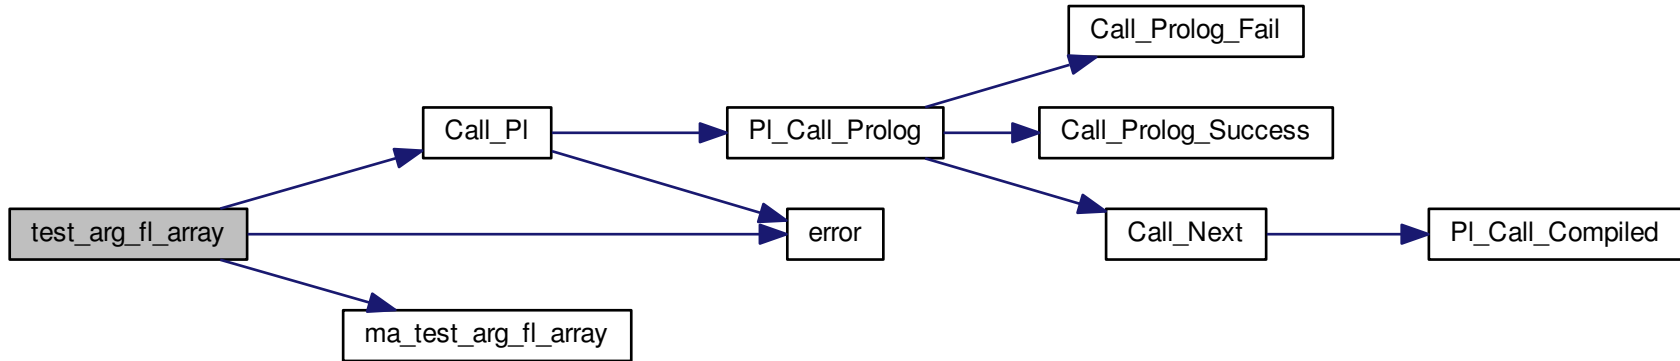 Call_Prolog_Fail
Call_Pl
Pl_Call_Prolog
Call_Prolog_Success
test_arg_fl_array
error
Call_Next
Pl_Call_Compiled
ma_test_arg_fl_array